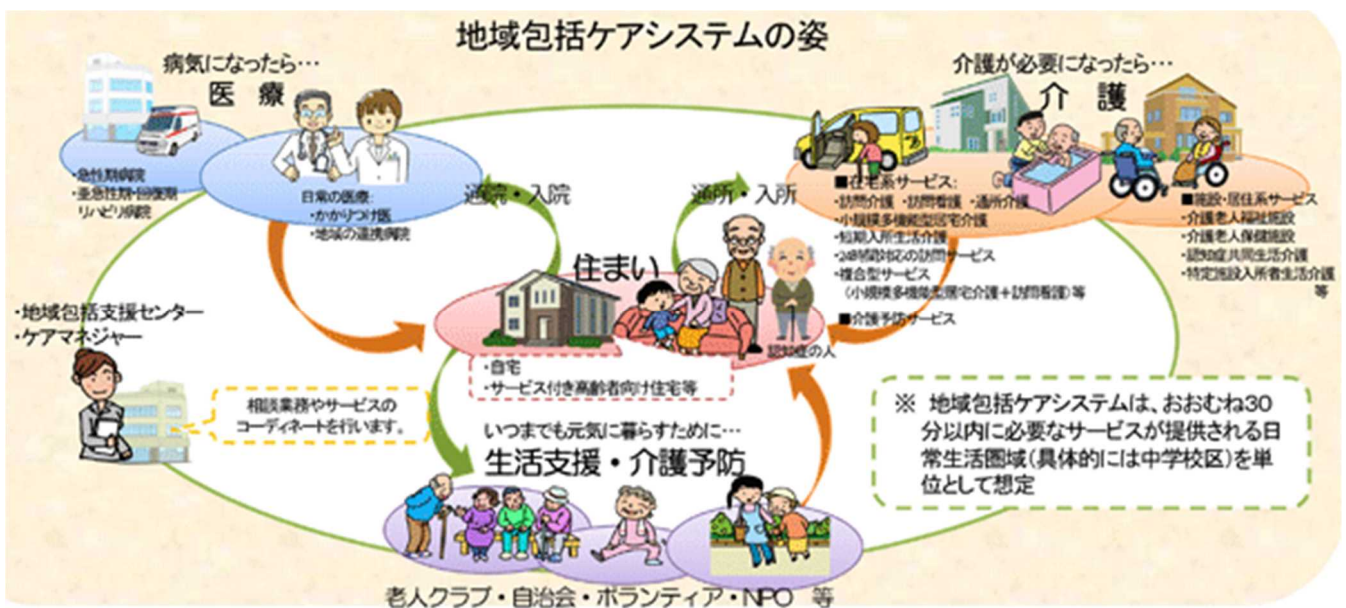 地域包括ケアシステムの姿
病気になったら…
医 療
・急性期病院
・亜急性期・回復期
リハビリ病院
日常の医療:
・かかりつけ医
・地域の連携病院
通院・入院
通所・入所
介護が必要になったら…
介 護
■在宅系サービス:
・訪問介護 ・訪問看護 ・通所介護
・小規模多機能型居宅介護
・短期入所生活介護
・24時間対応の訪問サービス
・複合型サービス
(小規模多機能型居宅介護+訪問看護)等
■介護予防サービス
■施設・居住系サービス
・介護老人福祉施設
・介護老人保健施設
・認知症共同生活介護
・特定施設入所者生活介護
等
住まい
認知症の人
・自宅
・サービス付き高齢者向け住宅等
・地域包括支援センター
・ケアマネジャー
相談業務やサービスの
コーディネートを行います。
いつまでも元気に暮らすために…
生活支援・介護予防
老人クラブ・自治会・ボランティア・NPO 等
※ 地域包括ケアシステムは、おおむね30
分以内に必要なサービスが提供される日
常生活圏域(具体的には中学校区)を単
位として想定